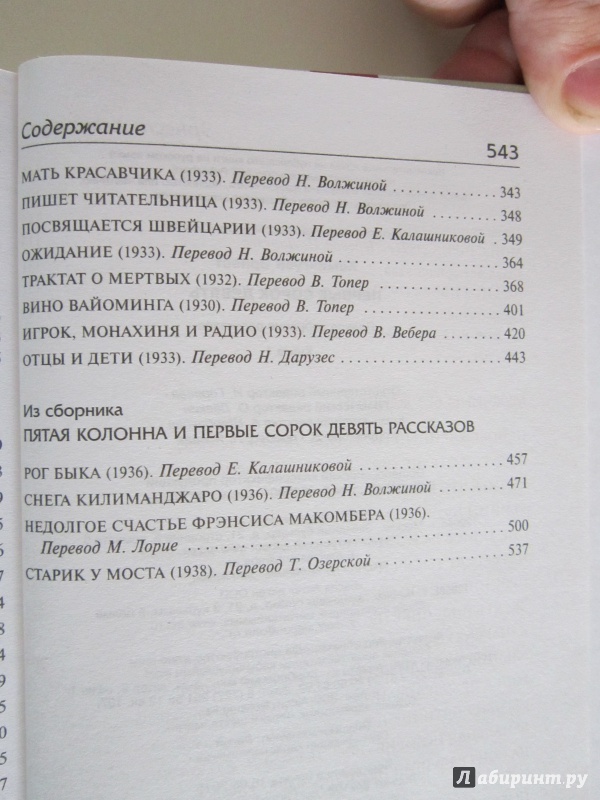 Содержание 543
МАТЬ КРАСАВЧИКА (1933). Перевод Н. Волжиной . . . . . . . . . . . . 343
ПИШЕТ ЧИТАТЕЛЬНИЦА (1933). Перевод Н. Волжиной . . . . . . . 348
ПОСВЯЩАЕТСЯ ШВЕЙЦАРИИ (1933). Перевод Е. Калашниковой . 349
ОЖИДАНИЕ (1933). Перевод Н. Волжиной . . . . . . . . . . . . . . . . 364
ТРАКТАТ О МЕРТВЫХ (1932). Перевод В. Топер . . . . . . . . . . . . 368
ВИНО ВАЙОМИНГА (1930). Перевод В. Топер . . . . . . . . . . . . . . 401
ИГРОК, МОНАХИНЯ И РАДИО (1933). Перевод В. Вебера . . . . . . 420
ОТЦЫ И ДЕТИ (1933). Перевод Н. Дарузес . . . . . . . . . . . . . . . . 443
Из сборника
ПЯТАЯ КОЛОННА И ПЕРВЫЕ СОРОК ДЕВЯТЬ РАССКАЗОВ
РОГ БЫКА (1936). Перевод Е. Калашниковой . . . . . . . . . . . . . . 457
СНЕГА КИЛИМАНДЖАРО (1936). Перевод Н. Волжиной . . . . . . . 471
НЕДОЛГОЕ СЧАСТЬЕ ФРЭНСИСА МАКОМБЕРА (1936).
Перевод М. Лорие . . . . . . . . . . . . . . . . . . . . . . . . . . . . . . . 500
СТАРИК У МОСТА (1938). Перевод Т. Озерской . . . . . . . . . . . . . 537
Лабиринт.ру